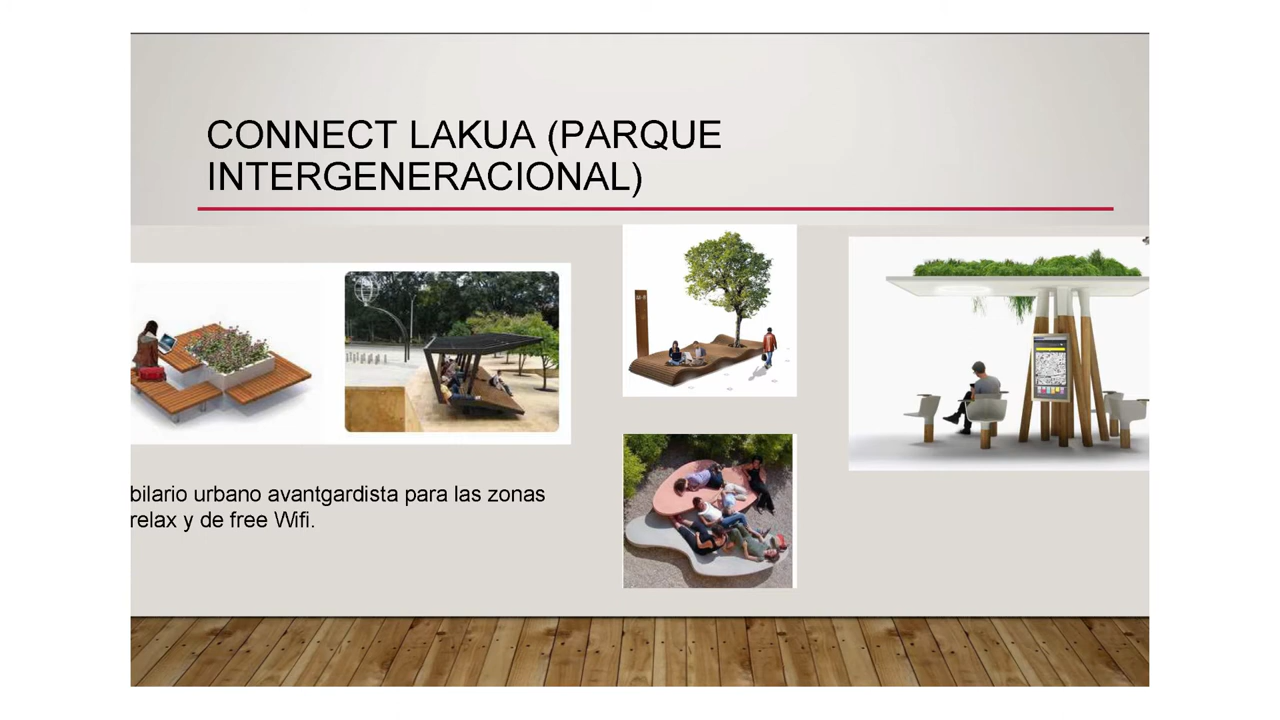 CONNECT LAKUA (PARQUE
INTERGENERACIONAL)
bilario urbano avantgardista para las zonas
relax y de free Wifi.